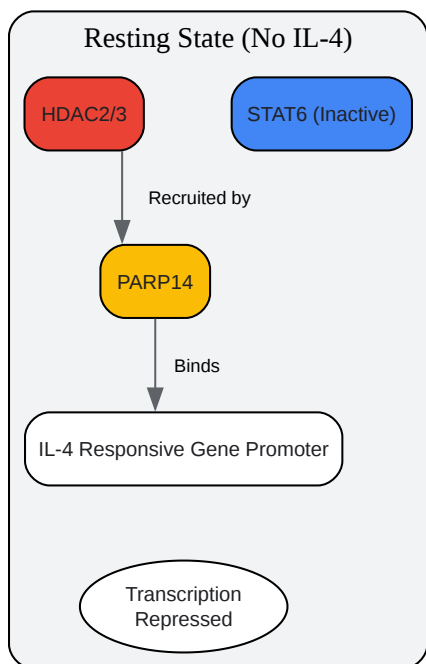 Resting State (No IL-4)
HDAC2/3
STAT6 (Inactive)
Recruited by
PARP14
Binds
IL-4 Responsive Gene Promoter
Transcription
Repressed